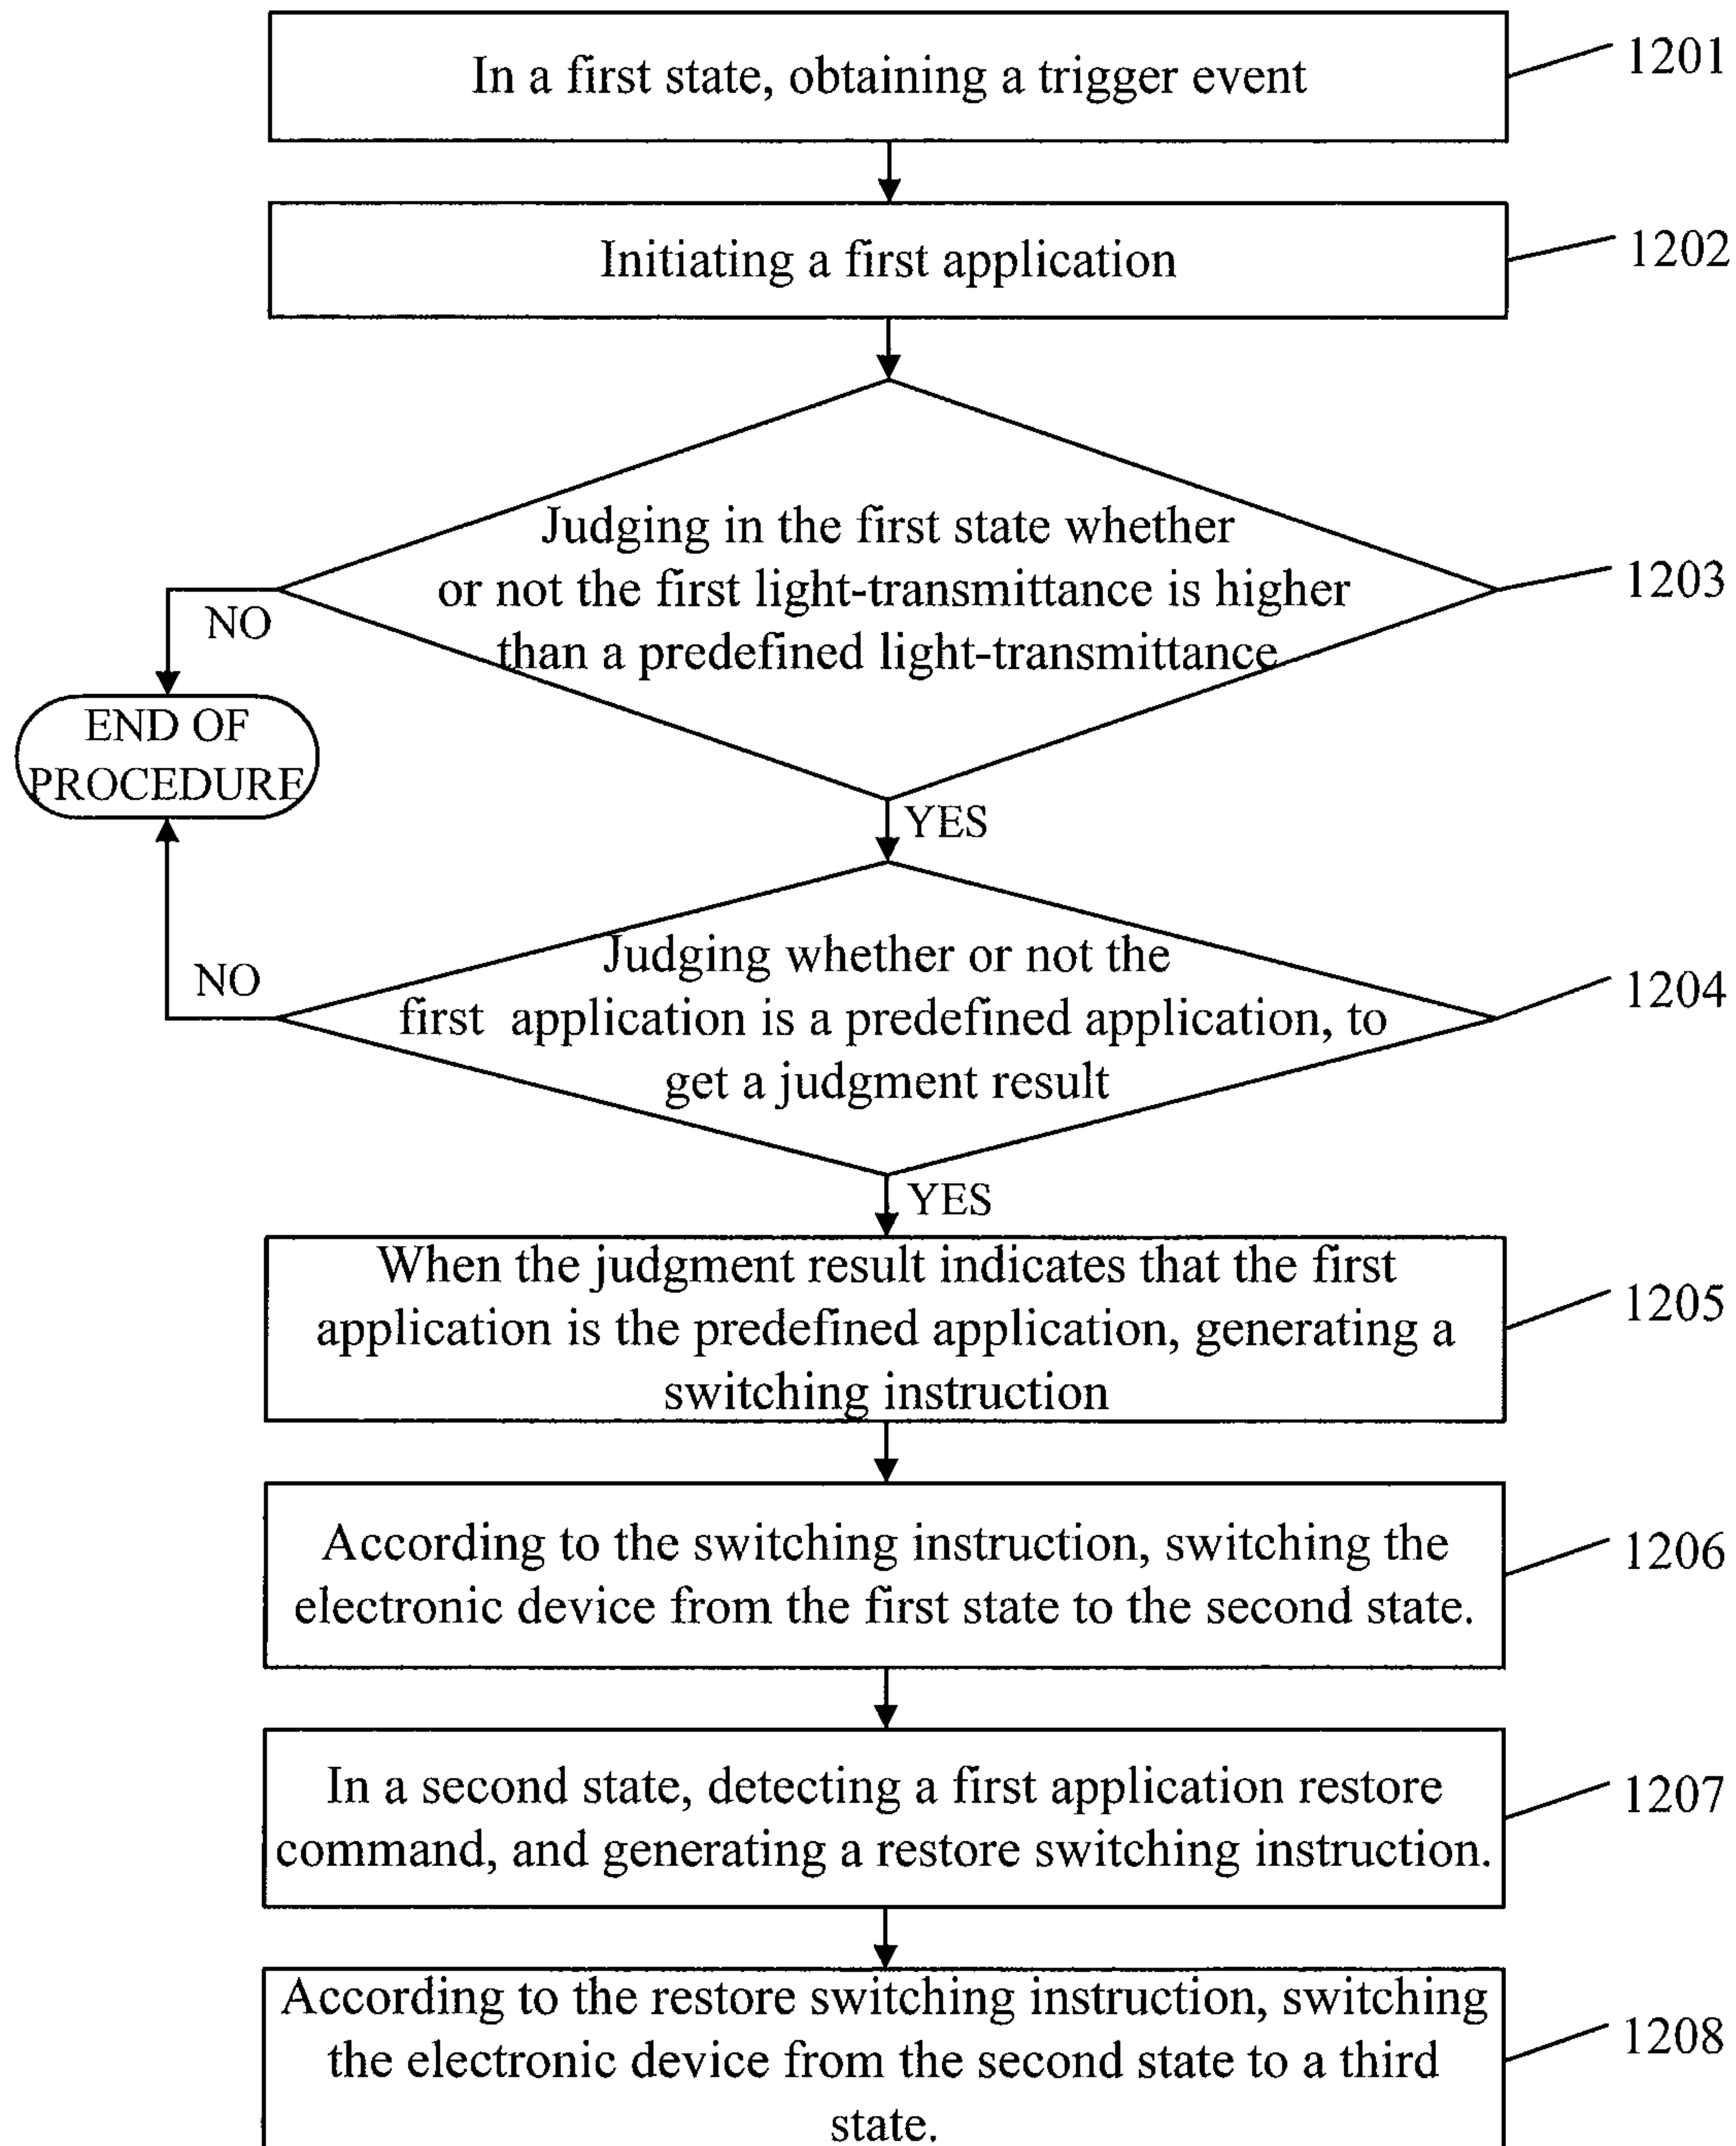 In a first state, obtaining a trigger event
1201
Initiating a first application
1202
Judging in the first state whether
or not the first light-transmittance is higher
than a predefined light-transmittance
1203
NO
END OF
PROCEDURE
YES
Judging whether or not the
first application is a predefined application, to
get a judgment result
1204
NO
YES
When the judgment result indicates that the first
application is the predefined application, generating a
switching instruction
1205
According to the switching instruction, switching the
electronic device from the first state to the second state.
1206
In a second state, detecting a first application restore
command, and generating a restore switching instruction.
1207
According to the restore switching instruction, switching
the electronic device from the second state to a third
state.
1208